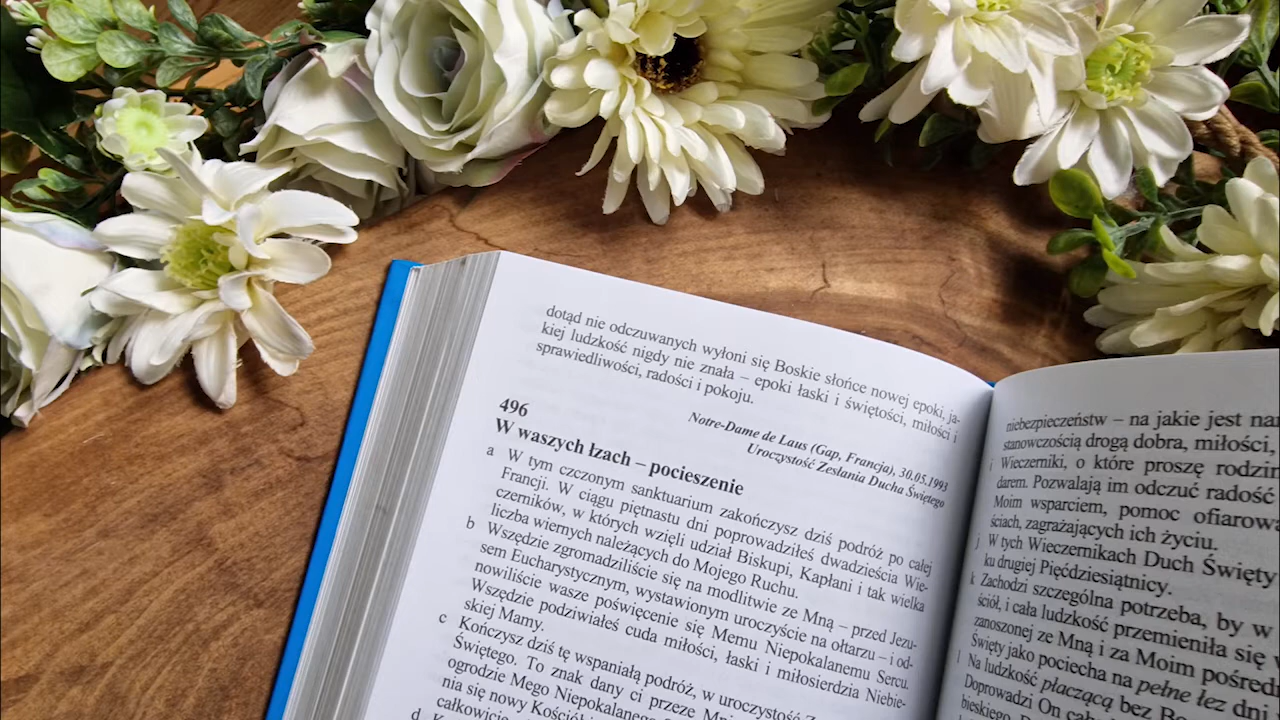 dotąd nie odczuwanych wyłoni się Boskie słońce nowej epoki, ja-
kiej ludzkość nigdy nie znała – epoki łaski i świętości, miłości i
sprawiedliwości, radości i pokoju.
Notre-Dame de Laus (Gap, Francja), 30.05.1993
Uroczystość Zesłania Ducha Świętego
496
W waszych łzach – pocieszenie
a W tym czczonym sanktuarium zakończysz dziś podróż po całej
Francji. W ciągu piętnastu dni poprowadziłeś dwadzieścia Wie-
czerników, w których wzięli udział Biskupi, Kapłani i tak wielka
liczba wiernych należących do Mojego Ruchu.
b Wszędzie zgromadziliście się na modlitwie ze Mną – przed Jezu-
sem Eucharystycznym, wystawionym uroczyście na ołtarzu – i od-
nowiliście wasze poświęcenie się Memu Niepokalanemu Sercu.
Wszędzie podziwiałeś cuda miłości, łaski i miłosierdzia Niebie-
skiej Mamy.
c Kończysz dziś tę wspaniałą podróż, w uroczystość
Świętego. To znak dany ci przeze
ogrodzie Mego Niepokalanego
nia się nowy
całkowicie
d
niebezpieczeństw – na jakie jest
stanowczością drogą dobra, miłości,
i Wieczerniki, o które proszę
darem. Pozwalają im odczuć radość
Moim wsparciem, pomoc
ściach, zagrażających ich życiu.
j W tych Wieczernikach Duch Święty
ku drugiej Pięćdziesiątnicy.
k Zachodzi szczególna potrzeba, by w
ściół, i cała ludzkość przemieniła się
zanoszonej ze Mną i za Moim
Święty jako pociecha na pełne łez dni
l Na ludzkość płaczącą bez
Doprowadzi On
bieskiego.